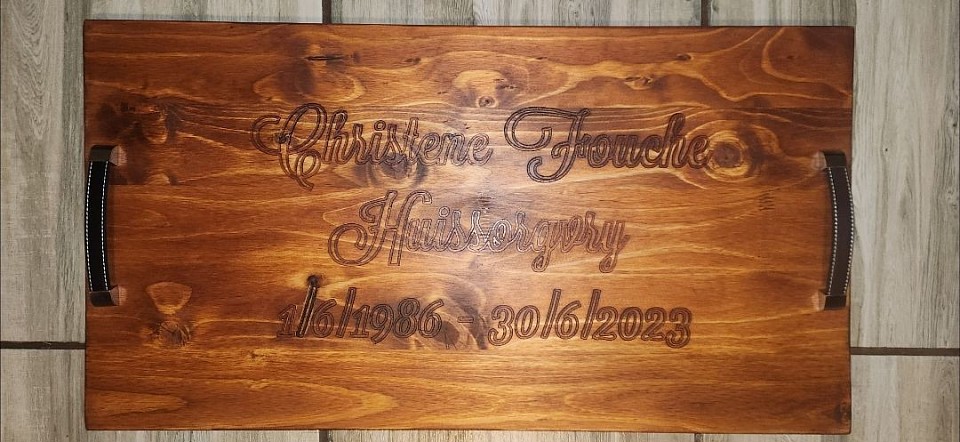 Christene Fouche
Huissorgvry
1/6/1986 - 30/6/2023